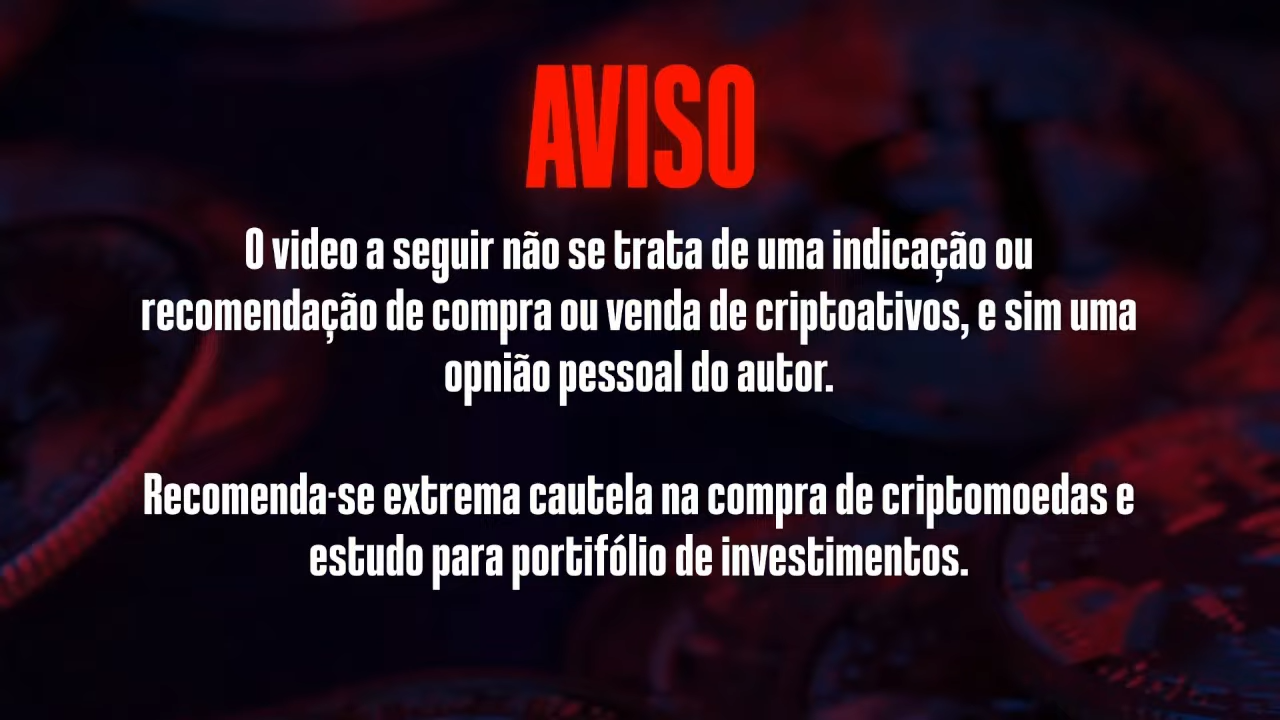 AVISO
O video a seguir não se trata de uma indicação ou
recomendação de compra ou venda de criptoativos, e sim uma
opnião pessoal do autor.
Recomenda-se extrema cautela na compra de criptomoedas e
estudo para portifólio de investimentos.